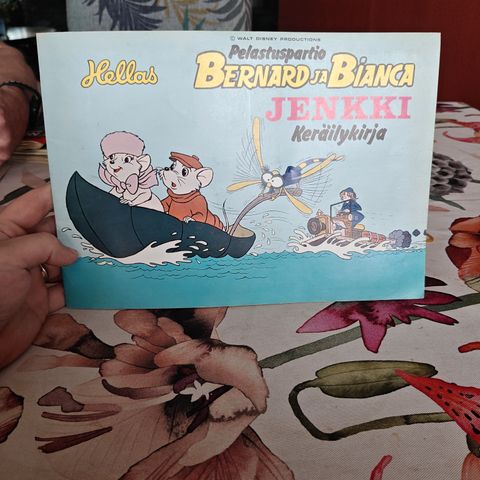 © WALT DISNEY PRODUCTIONS
Hellas
Pelastuspartio
BERNARD JA BIANCA
JENKKI
Keräilykirja